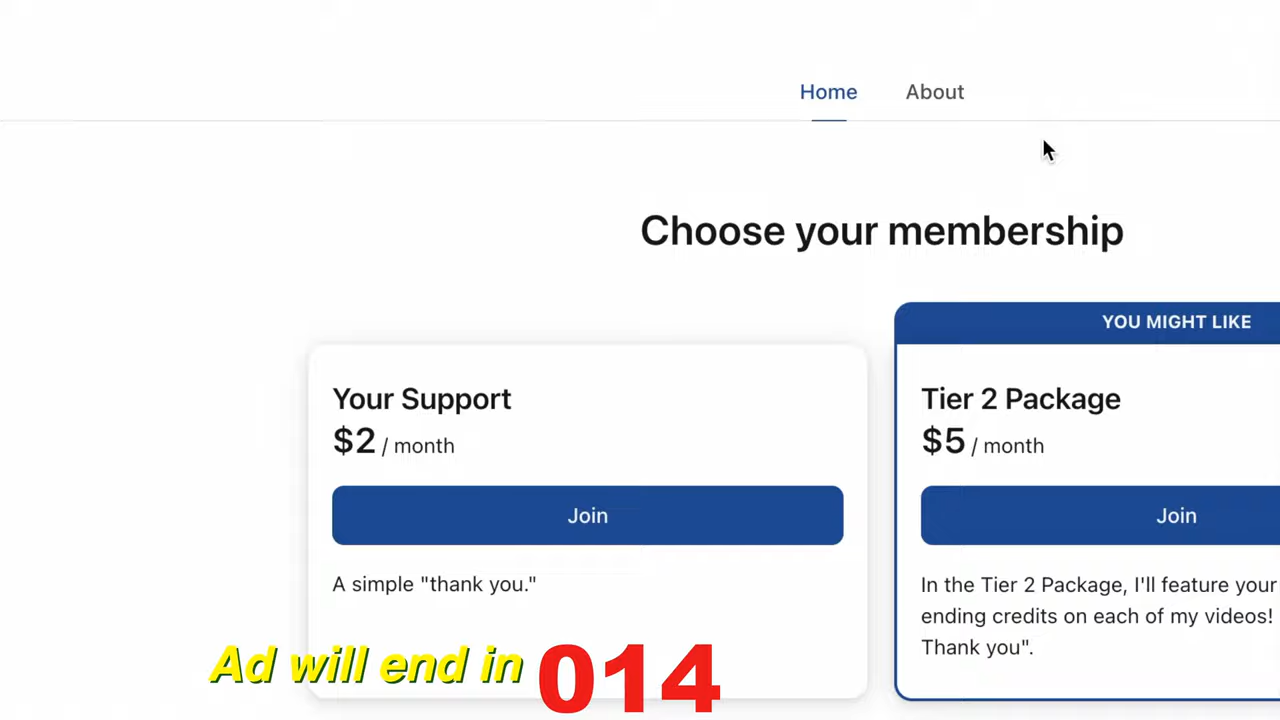 Home About
Choose your membership
YOU MIGHT LIKE
Your Support
$2 / month
Join
A simple "thank you."
Tier 2 Package
$5 / month
Join
In the Tier 2 Package, I'll feature your
ending credits on each of my videos!
Thank you".
Ad will end in 014